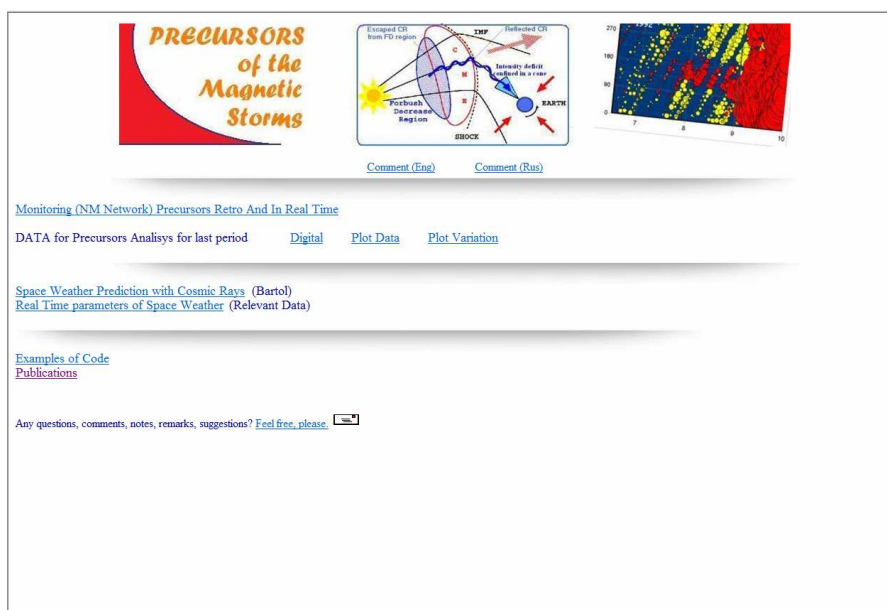 PRECURSORS
of the
Magnetic
Storms
Escaped CR
from FD region
IMF
Reflected CR
C
M
E
Intensity deficit
confined in a cone
Forbush
Decrease
Region
EARTH
SHOCK
1992
270
180
90
0
7
8
9
10
Comment (Eng) Comment (Rus)
Monitoring (NM Network) Precursors Retro And In Real Time
DATA for Precursors Analisys for last period Digital Plot Data Plot Variation
Space Weather Prediction with Cosmic Rays (Bartol)
Real Time parameters of Space Weather (Relevant Data)
Examples of Code
Publications
Any questions, comments, notes, remarks, suggestions? Feel free, please.